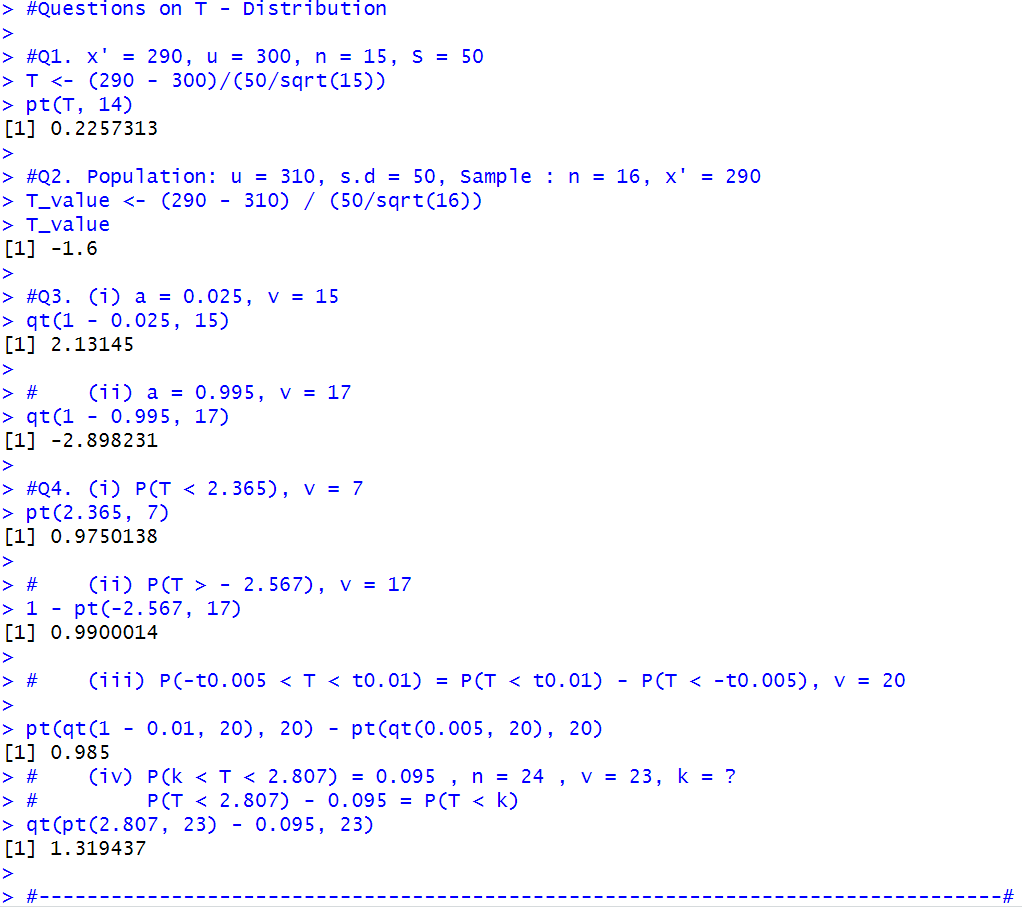 > #Questions on T - Distribution
>
> #Q1. x' = 290, u = 300, n = 15, S = 50
> T <- (290 - 300)/(50/sqrt(15))
> pt(T, 14)
[1] 0.2257313
>
> #Q2. Population: u = 310, s.d = 50, Sample : n = 16, x' = 290
> T_value <- (290 - 310) / (50/sqrt(16))
> T_value
[1] -1.6
>
> #Q3. (i) a = 0.025, v = 15
> qt(1 - 0.025, 15)
[1] 2.13145
>
> #    (ii) a = 0.995, v = 17
> qt(1 - 0.995, 17)
[1] -2.898231
>
> #Q4. (i) P(T < 2.365), v = 7
> pt(2.365, 7)
[1] 0.9750138
>
> #    (ii) P(T > - 2.567), v = 17
> 1 - pt(-2.567, 17)
[1] 0.9900014
>
> #    (iii) P(-t0.005 < T < t0.01) = P(T < t0.01) - P(T < -t0.005), v = 20
>
> pt(qt(1 - 0.01, 20), 20) - pt(qt(0.005, 20), 20)
[1] 0.985
> #    (iv) P(k < T < 2.807) = 0.095 , n = 24 , v = 23, k = ?
> #         P(T < 2.807) - 0.095 = P(T < k)
> qt(pt(2.807, 23) - 0.095, 23)
[1] 1.319437
>
> #--------------------------------------------------------------------------------#